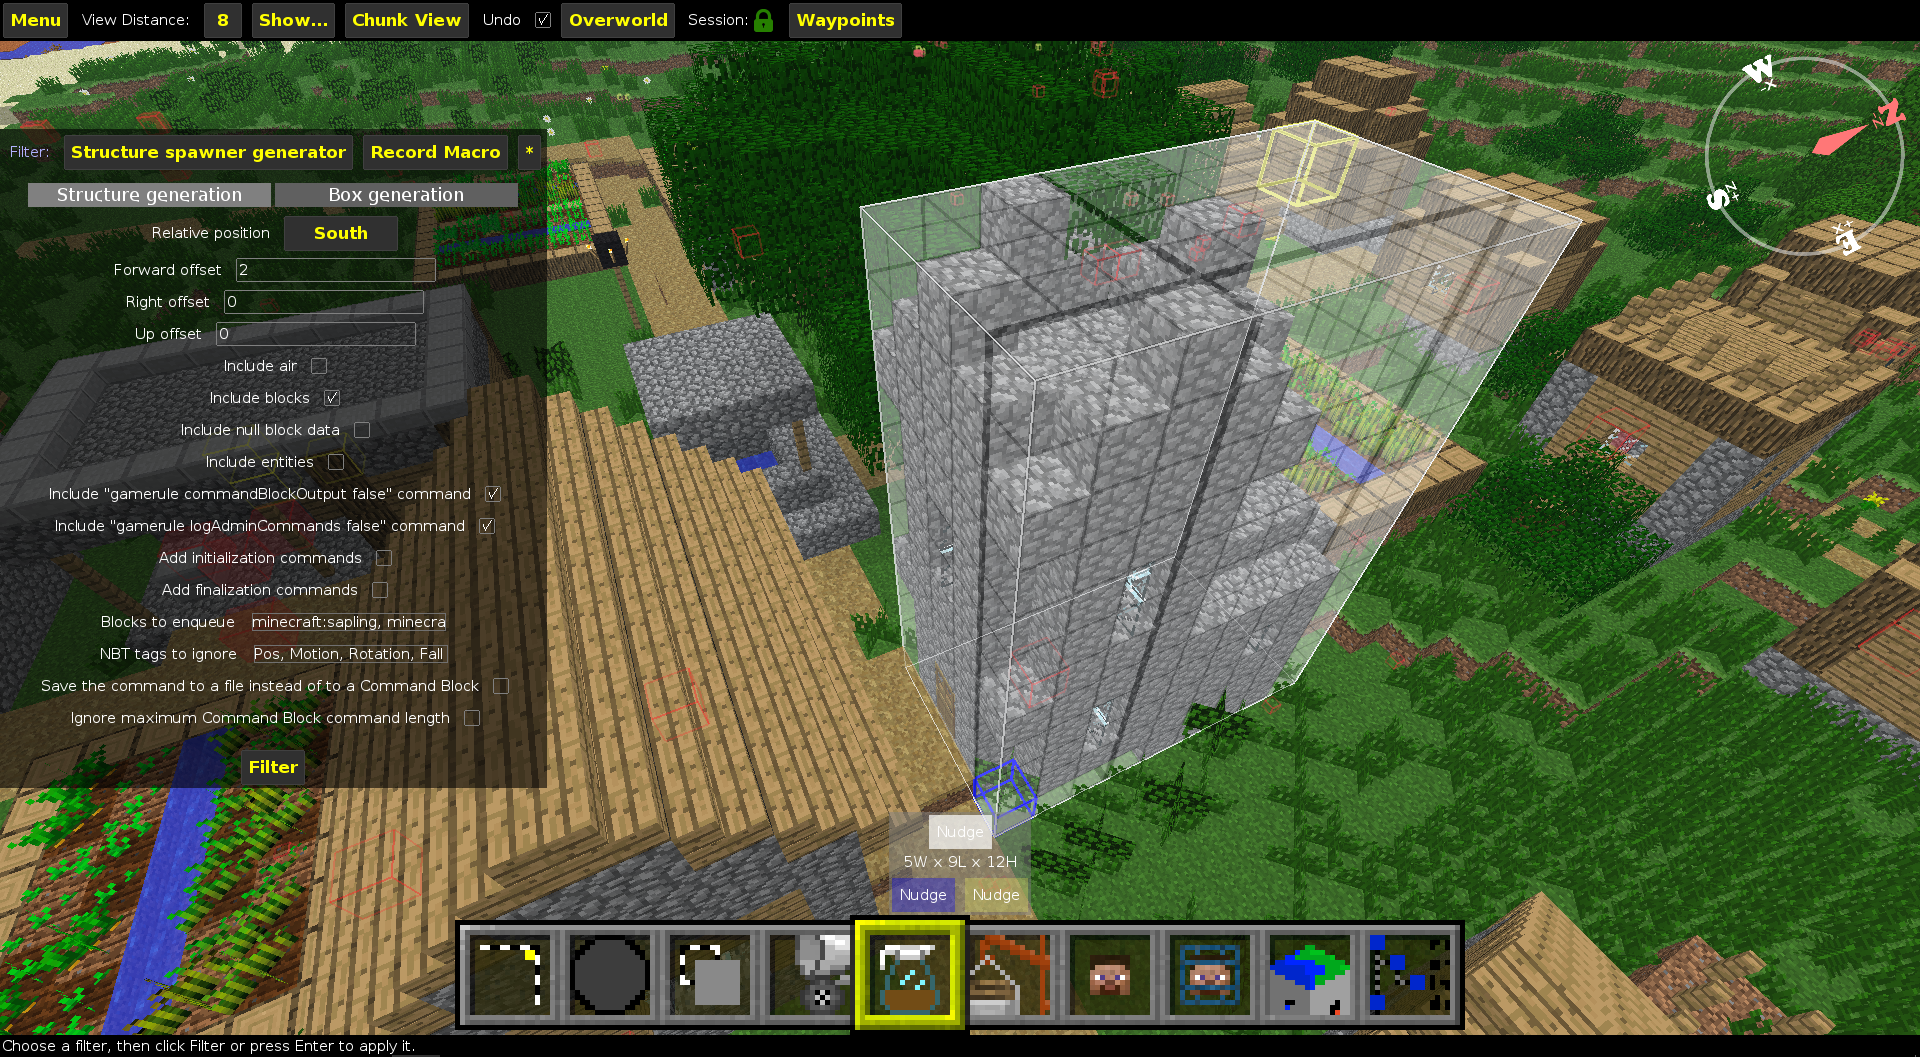 Menu View Distance: 8 Show... Chunk View Undo Overworld Session: Waypoints
W
-X
Z
N
S
Z+
X+
E
Filter: Structure spawner generator Record Macro *
Structure generation Box generation
Relative position South
Forward offset 2
Right offset 0
Up offset 0
Include air
Include blocks
Include null block data
Include entities
Include "gamerule commandBlockOutput false" command
Include "gamerule logAdminCommands false" command
Add initialization commands
Add finalization commands
Blocks to enqueue minecraft:sapling, minecra
NBT tags to ignore Pos, Motion, Rotation, Fall
Save the command to a file instead of to a Command Block
Ignore maximum Command Block command length
Filter
Nudge
5W x 9L x 12H
Nudge Nudge
Choose a filter, then click Filter or press Enter to apply it.